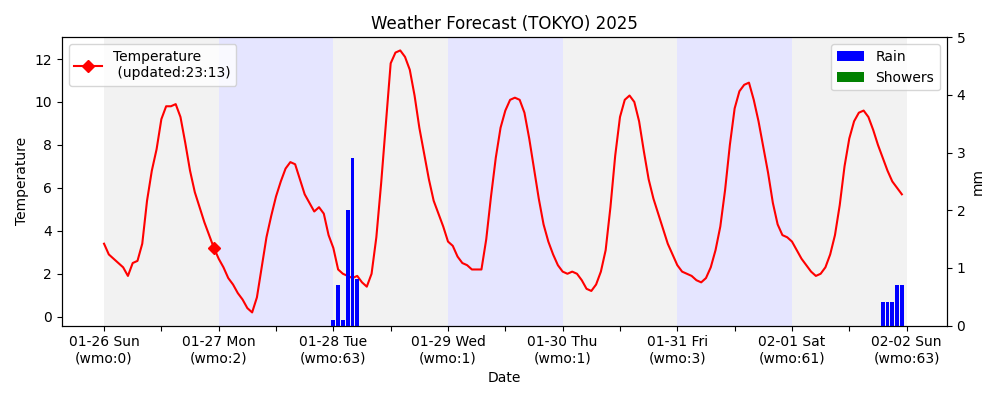 Weather Forecast (TOKYO) 2025
Temperature
(updated:23:13)
Rain
Showers
Temperature
12
10
8
6
4
2
0
5
4
3
2
1
0
mm
01-26 Sun
(wmo:0)
01-27 Mon
(wmo:2)
01-28 Tue
(wmo:63)
01-29 Wed
(wmo:1)
01-30 Thu
(wmo:1)
01-31 Fri
(wmo:3)
02-01 Sat
(wmo:61)
02-02 Sun
(wmo:63)
Date